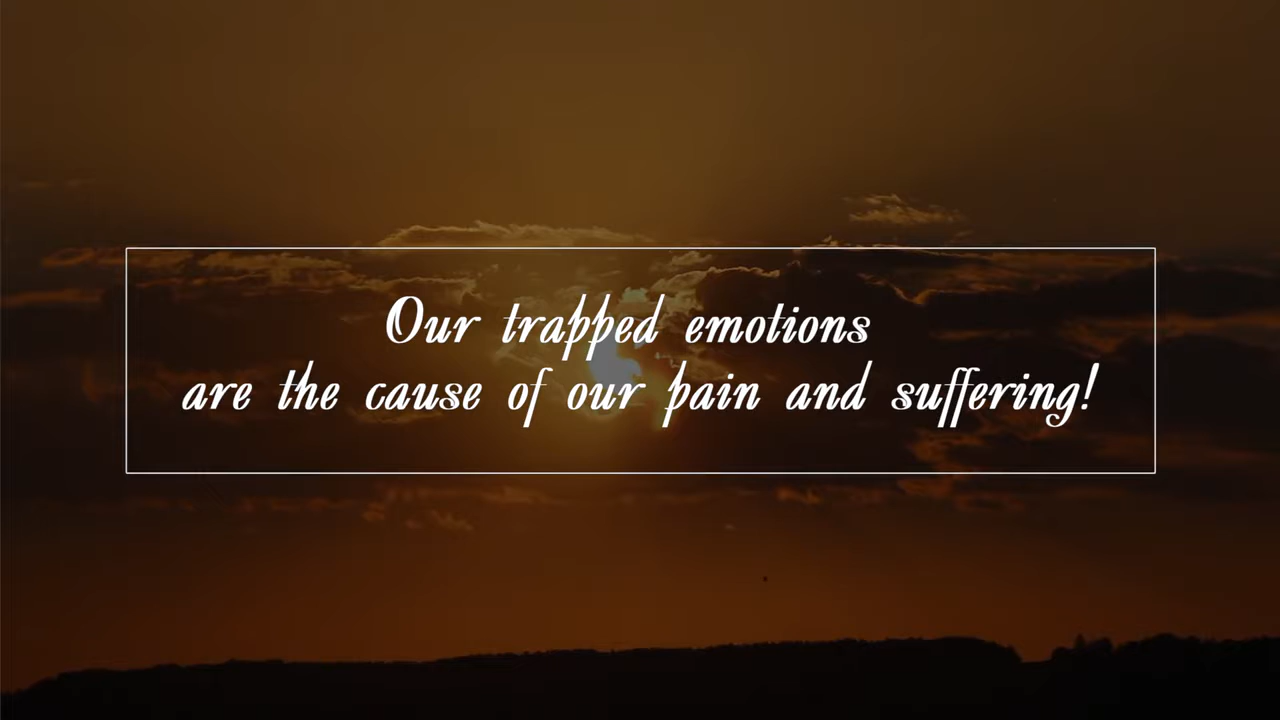 Our trapped emotions
are the cause of our pain and suffering!